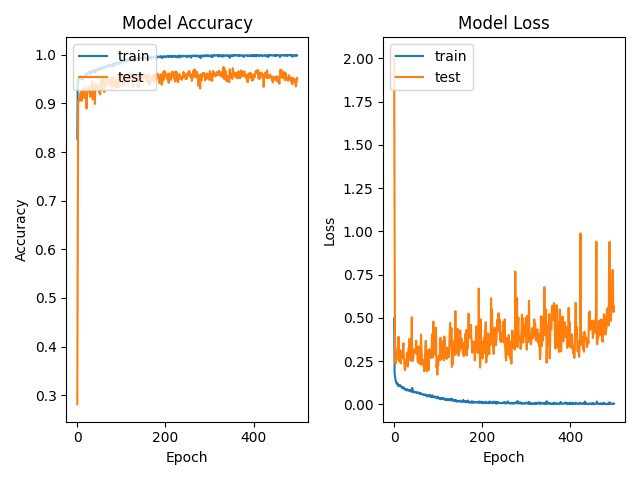 Model Accuracy
1.0
0.9
0.8
0.7
0.6
0.5
0.4
0.3
Accuracy
0
200
400
Epoch
train
test
Model Loss
2.00
1.75
1.50
1.25
1.00
0.75
0.50
0.25
0.00
Loss
0
200
400
Epoch
train
test